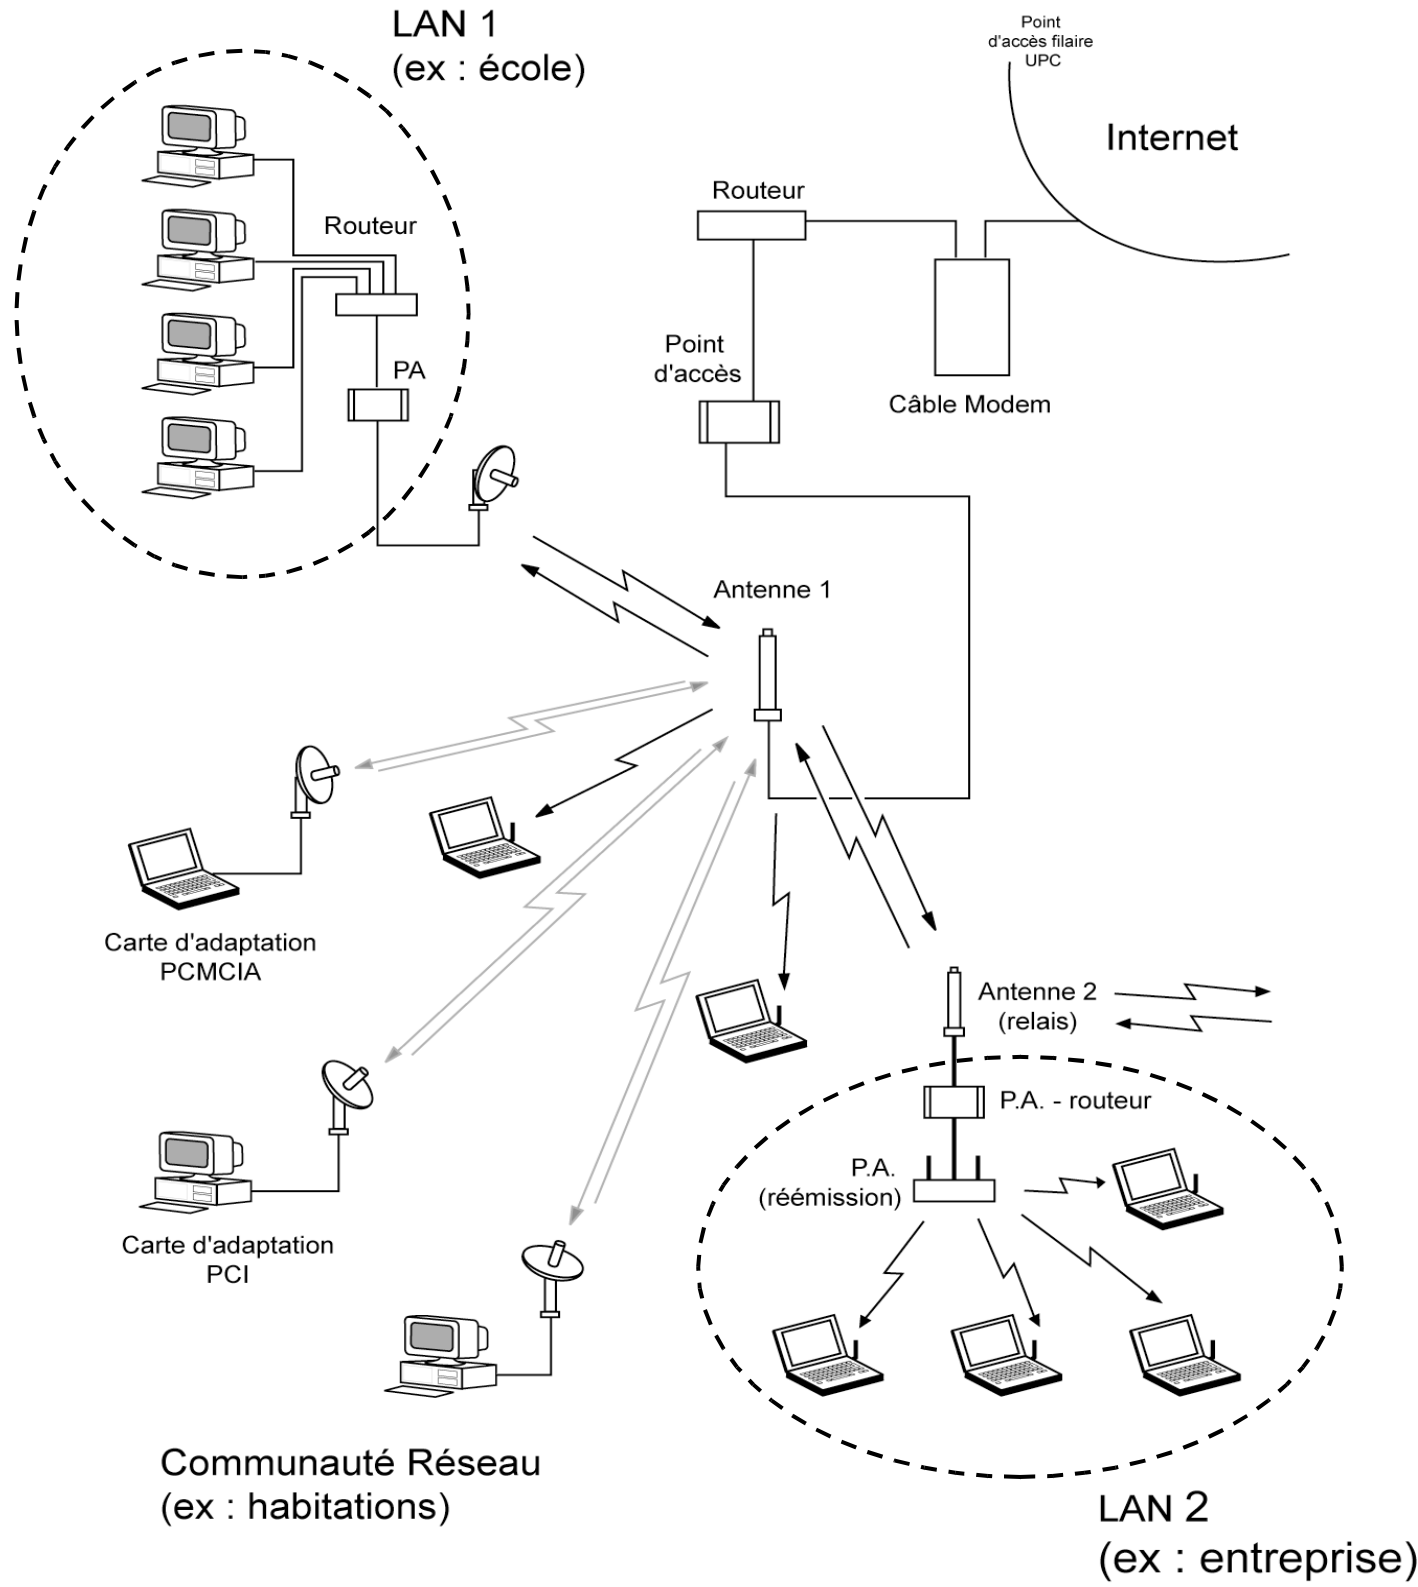 LAN 1
(ex : école)
Point
d'accès filaire
UPC
Internet
Routeur
Routeur
Point
d'accès
PA
Câble Modem
Antenne 1
Carte d'adaptation
PCMCIA
Antenne 2
(relais)
P.A. - routeur
P.A.
(réémission)
Carte d'adaptation
PCI
Communauté Réseau
(ex : habitations)
LAN 2
(ex : entreprise)